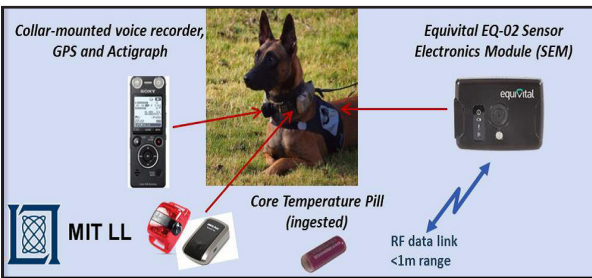 Collar-mounted voice recorder,
GPS and Actigraph
Equivital EQ-02 Sensor
Electronics Module (SEM)
SONY
equivital
Core Temperature Pill
(ingested)
MIT LL
RF data link
<1m range